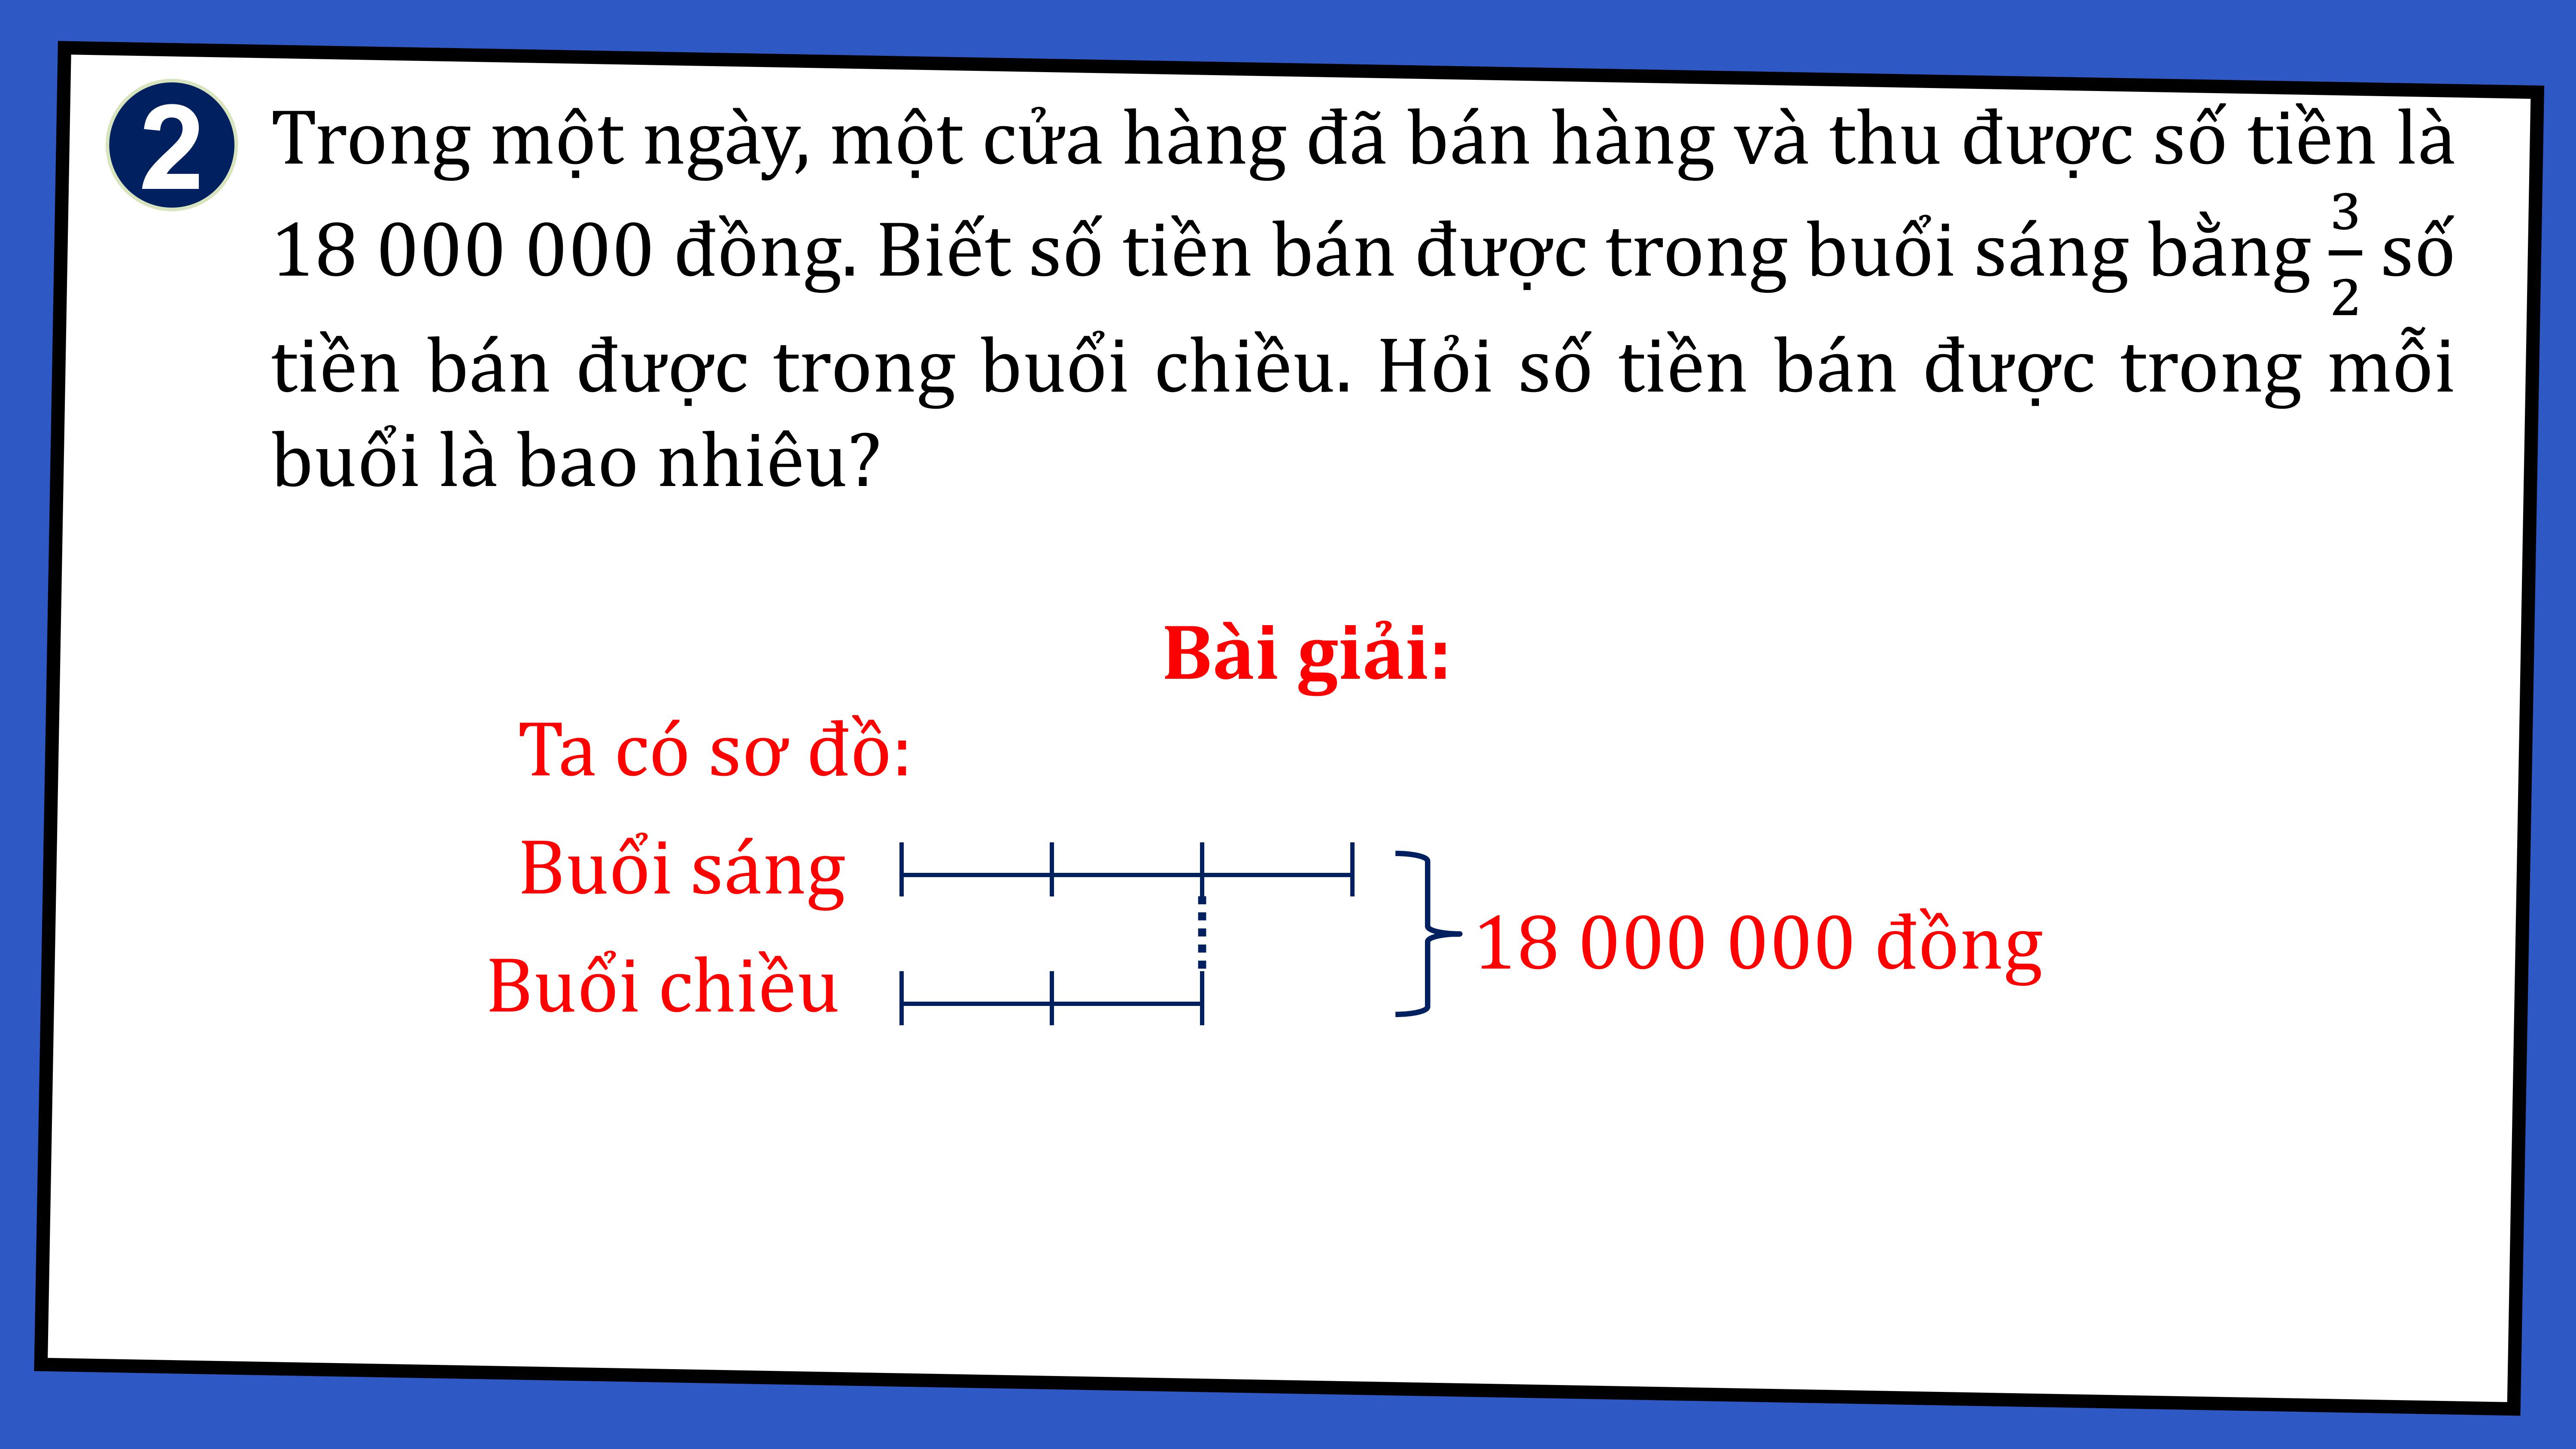 2
Trong một ngày, một cửa hàng đã bán hàng và thu được số tiền là
18 000 000 đồng. Biết số tiền bán được trong buổi sáng bằng 3/2 số
tiền bán được trong buổi chiều. Hỏi số tiền bán được trong mỗi
buổi là bao nhiêu?
Bài giải:
Ta có sơ đồ:
Buổi sáng
18 000 000 đồng
Buổi chiều